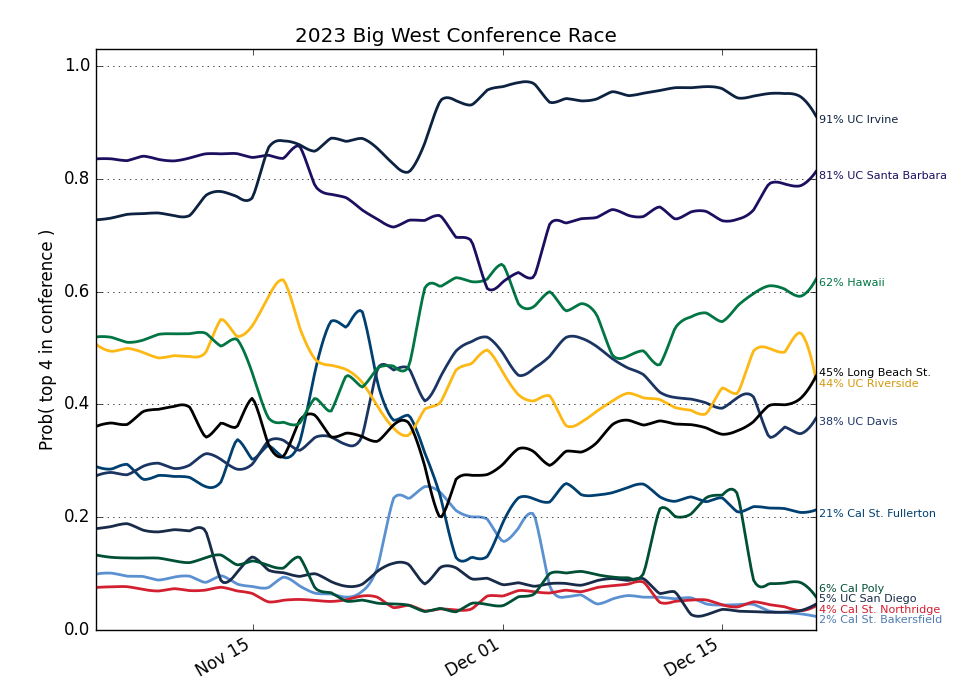 2023 Big West Conference Race
Prob( top 4 in conference )
1.0
0.8
0.6
0.4
0.2
0.0
Nov 15
Dec 01
Dec 15
91% UC Irvine
81% UC Santa Barbara
62% Hawaii
45% Long Beach St.
44% UC Riverside
38% UC Davis
21% Cal St. Fullerton
6% Cal Poly
5% UC San Diego
4% Cal St. Northridge
2% Cal St. Bakersfield